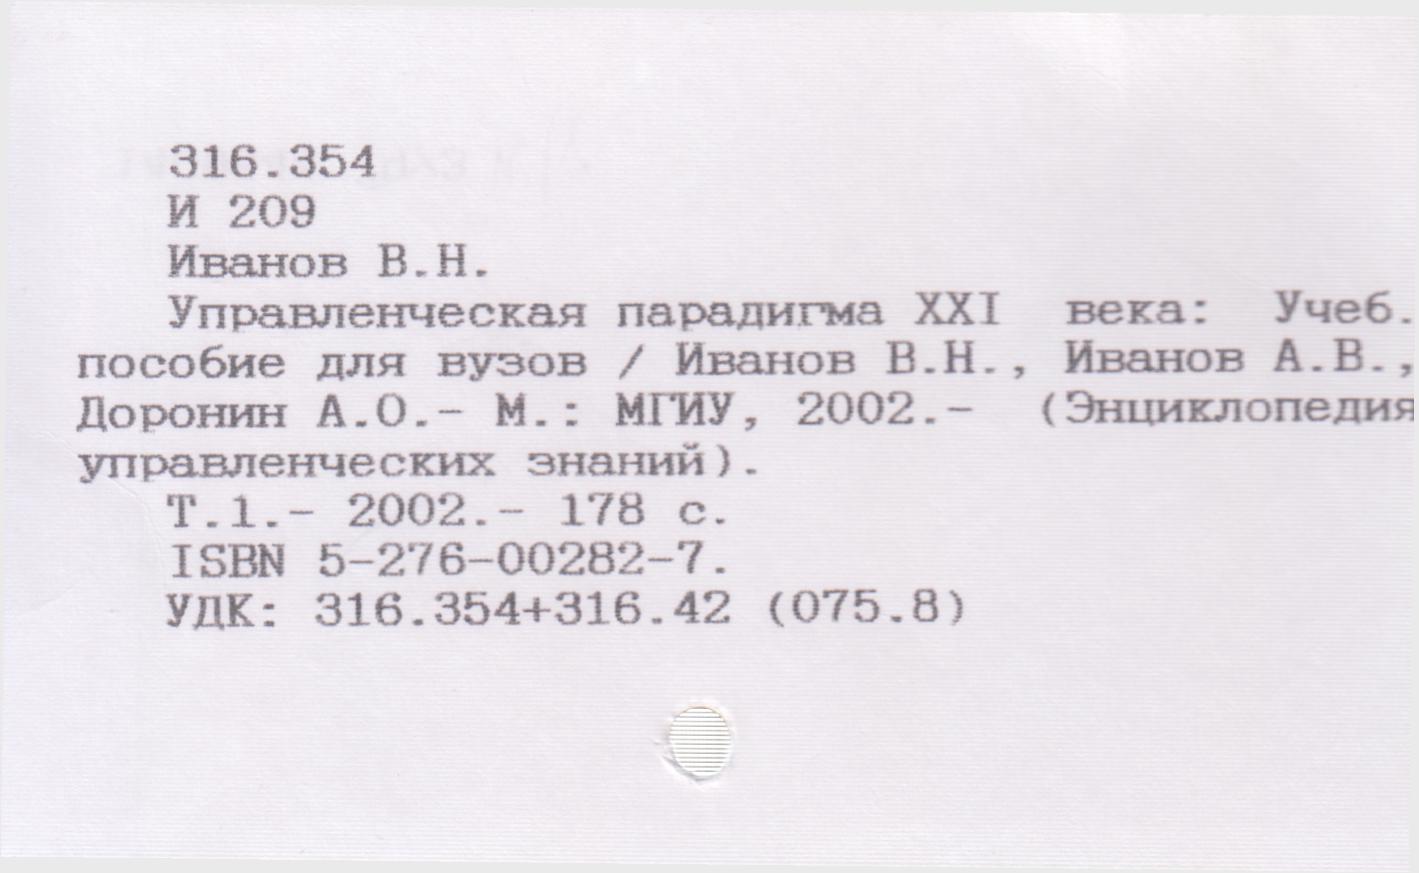 316.354
И 209
Иванов В.Н.
Управленческая парадигма XXI века: Учеб.
пособие для вузов / Иванов В.Н., Иванов А.В.,
Доронин А.О.- М.: МГИУ, 2002.- (Энциклопедия
управленческих знаний).
Т.1.- 2002.- 178 с.
ISBN 5-276-00282-7.
УДК: 316.354+316.42 (075.8)